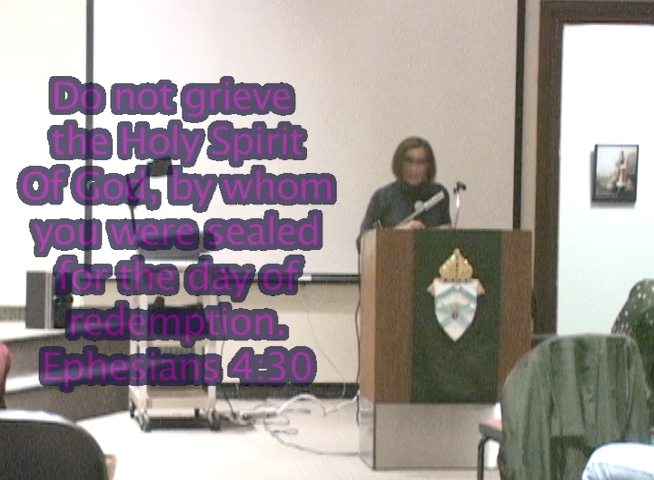 Do not grieve
the Holy Spirit
Of God, by whom
you were sealed
for the day of
redemption.
Ephesians 4:30